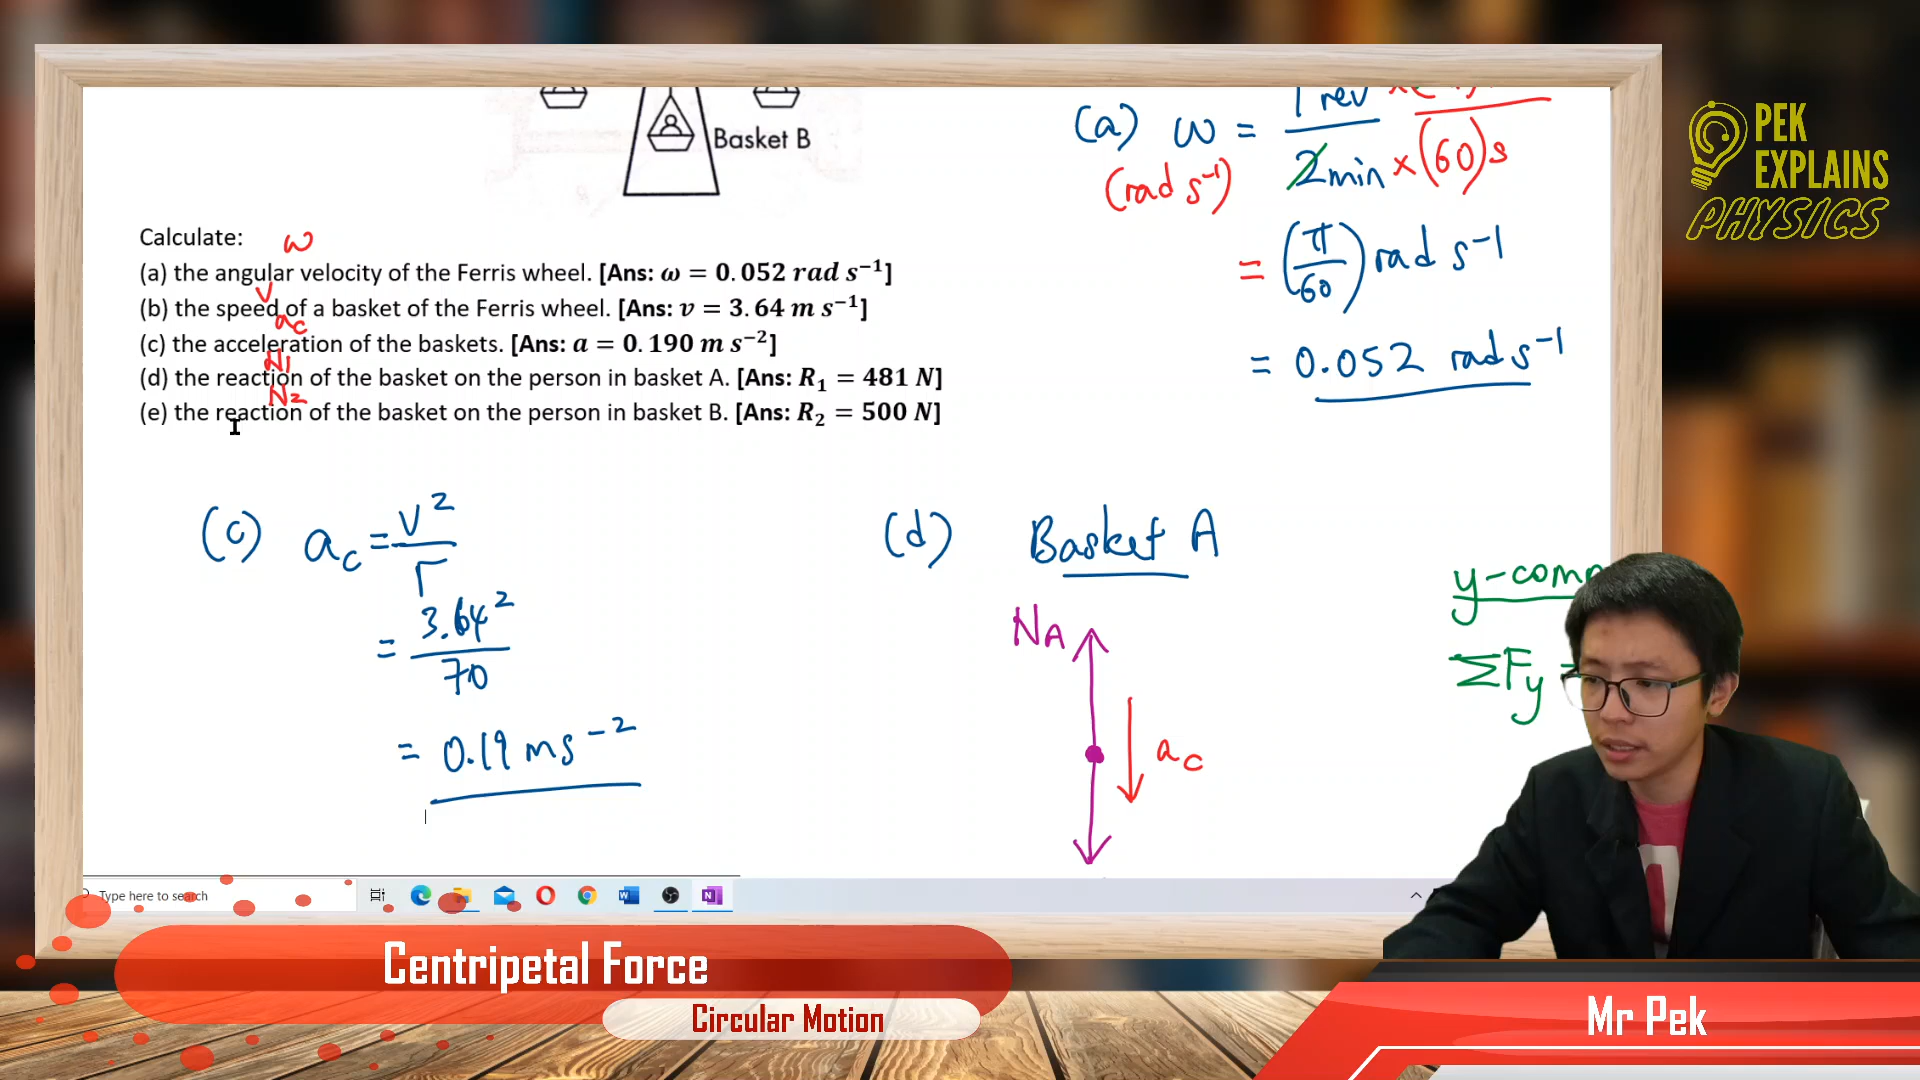 Basket B
Calculate:
ω
(a) the angular velocity of the Ferris wheel. [Ans: ω = 0.052 rad s⁻¹]
v
(b) the speed of a basket of the Ferris wheel. [Ans: v = 3.64 m s⁻¹]
ac
(c) the acceleration of the baskets. [Ans: a = 0.190 m s⁻²]
N1
(d) the reaction of the basket on the person in basket A. [Ans: R₁ = 481 N]
N2
(e) the reaction of the basket on the person in basket B. [Ans: R₂ = 500 N]
(a) ω = 1 rev
2 min × (60) s
(rad s⁻¹)
= (π/60) rad s⁻¹
= 0.052 rad s⁻¹
(c) ac = v²/r
= 3.64²/70
= 0.19 ms⁻²
(d) Basket A
NA
ac
y-comp
ΣFy =
PEK
EXPLAINS
PHYSICS
Type here to search
Centripetal Force
Circular Motion
Mr Pek